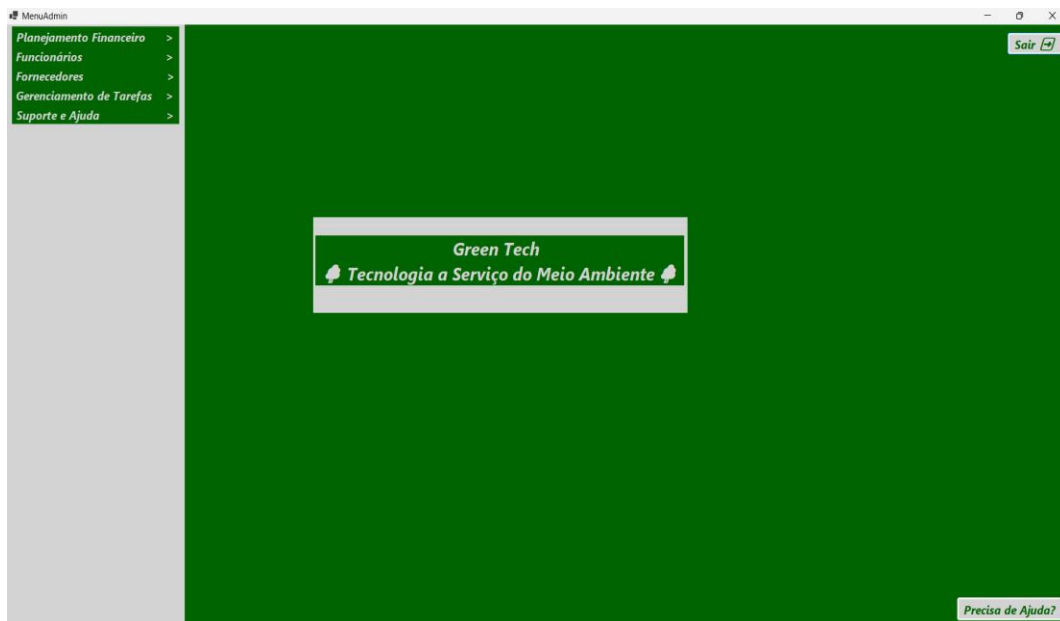 MenuAdmin
Planejamento Financeiro >
Funcionários >
Fornecedores >
Gerenciamento de Tarefas >
Suporte e Ajuda >
Sair
Green Tech
Tecnologia a Serviço do Meio Ambiente
Precisa de Ajuda?